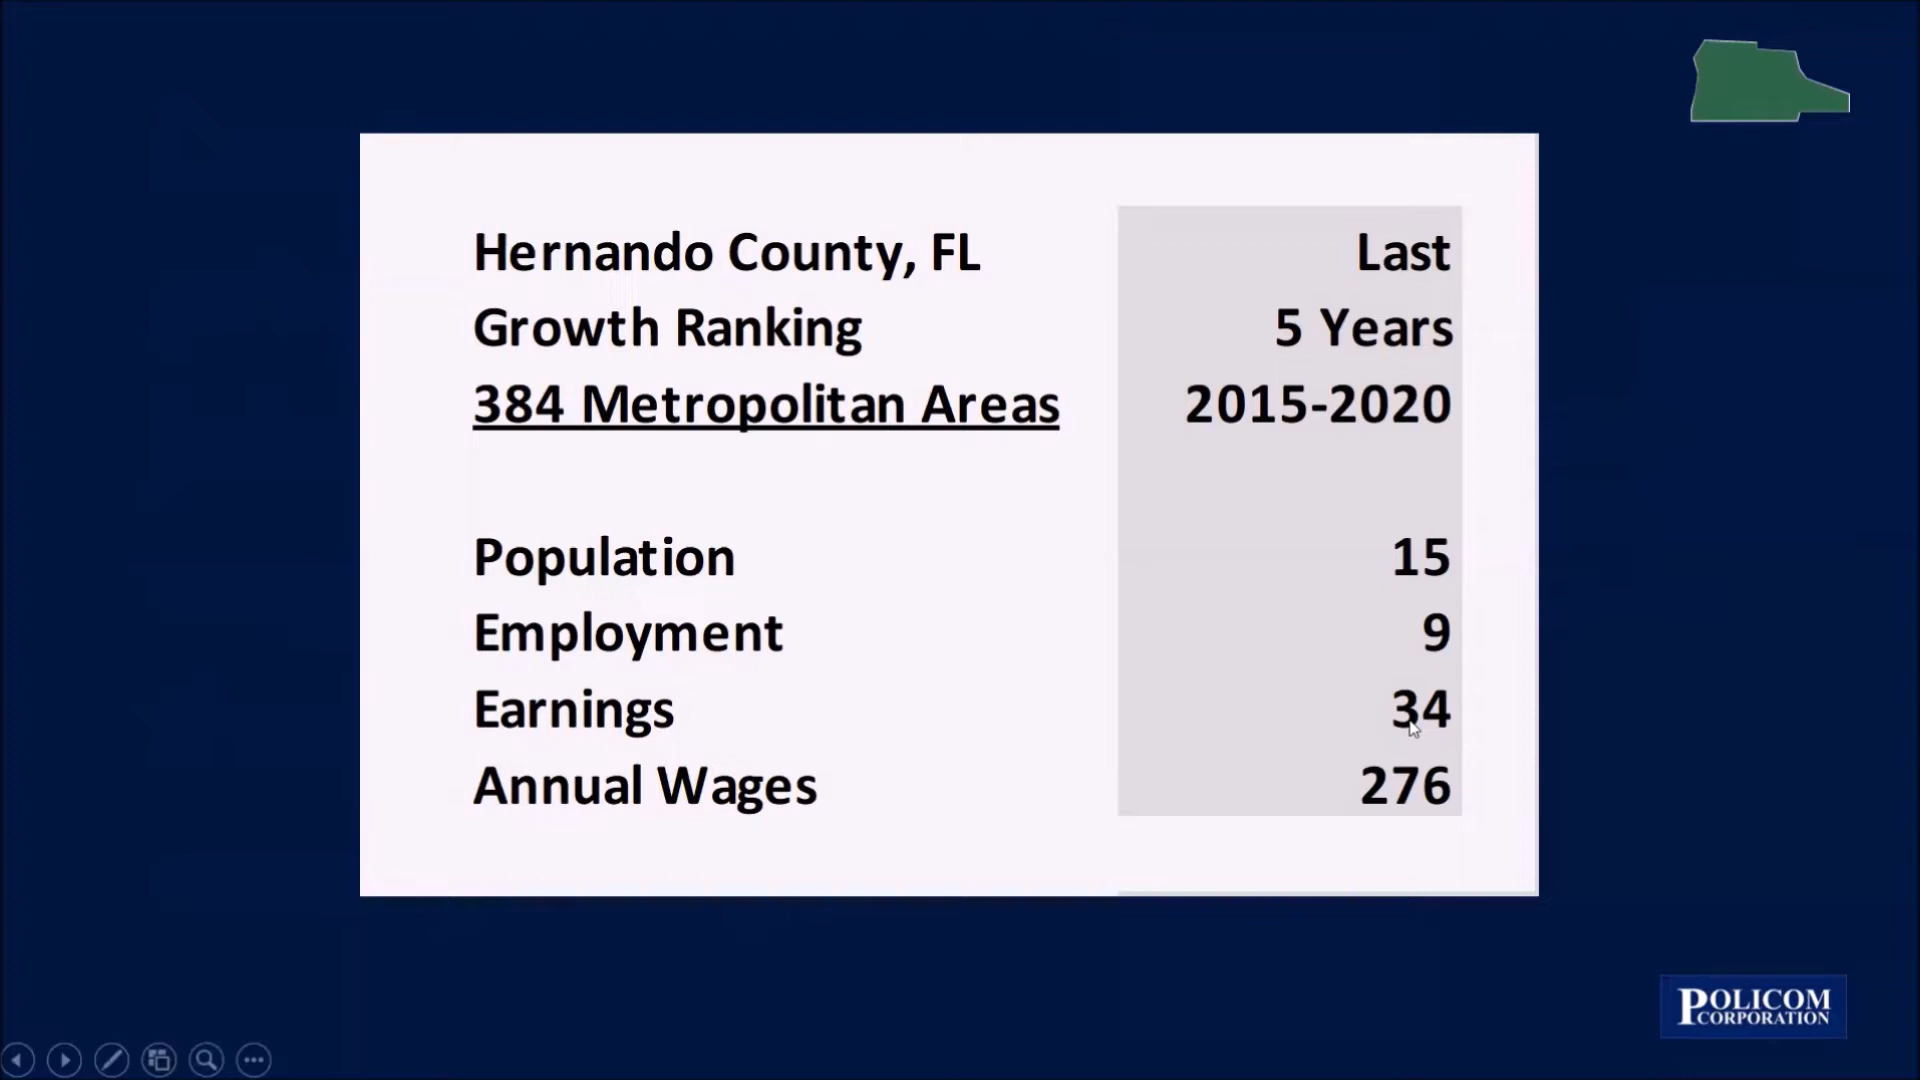 Hernando County, FL Last
Growth Ranking 5 Years
384 Metropolitan Areas 2015-2020
Population 15
Employment 9
Earnings 34
Annual Wages 276
POLICOM
CORPORATION